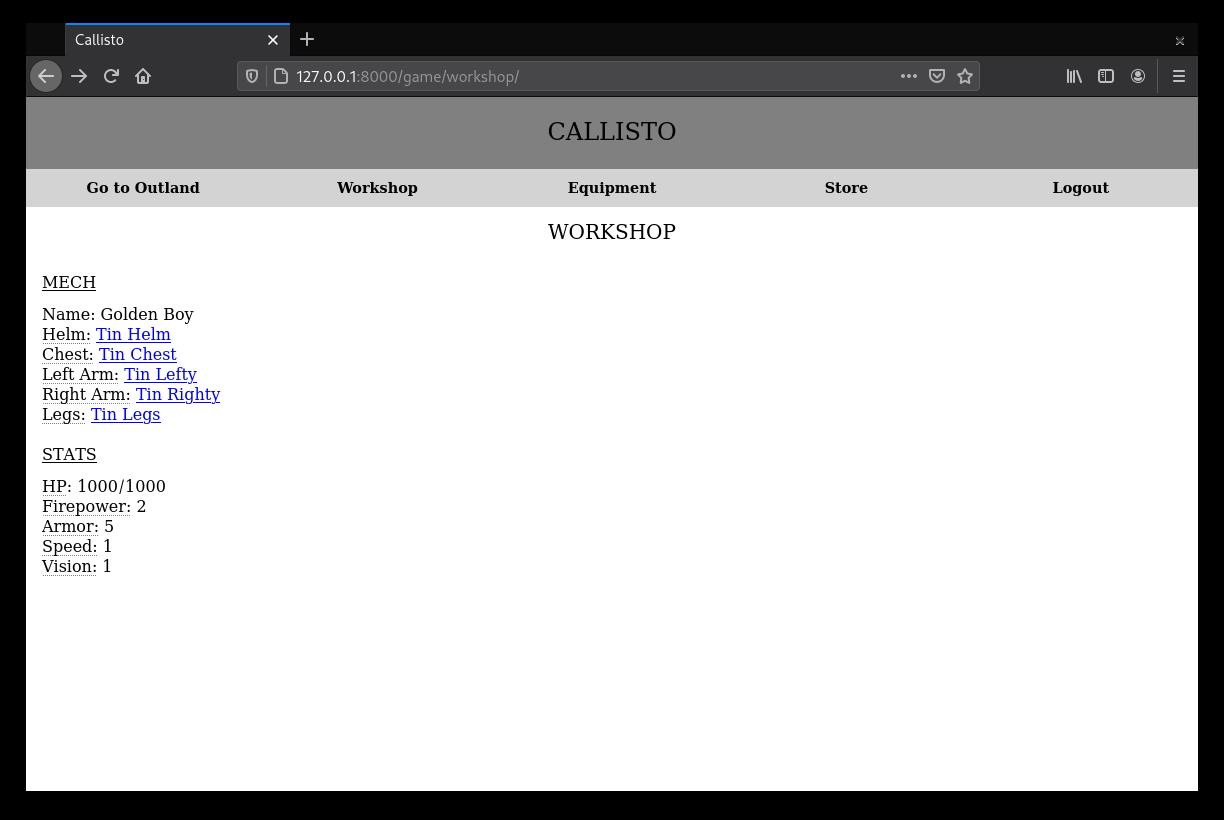 Callisto
127.0.0.1:8000/game/workshop/
CALLISTO
Go to Outland Workshop Equipment Store Logout
WORKSHOP
MECH
Name: Golden Boy
Helm: Tin Helm
Chest: Tin Chest
Left Arm: Tin Lefty
Right Arm: Tin Righty
Legs: Tin Legs
STATS
HP: 1000/1000
Firepower: 2
Armor: 5
Speed: 1
Vision: 1